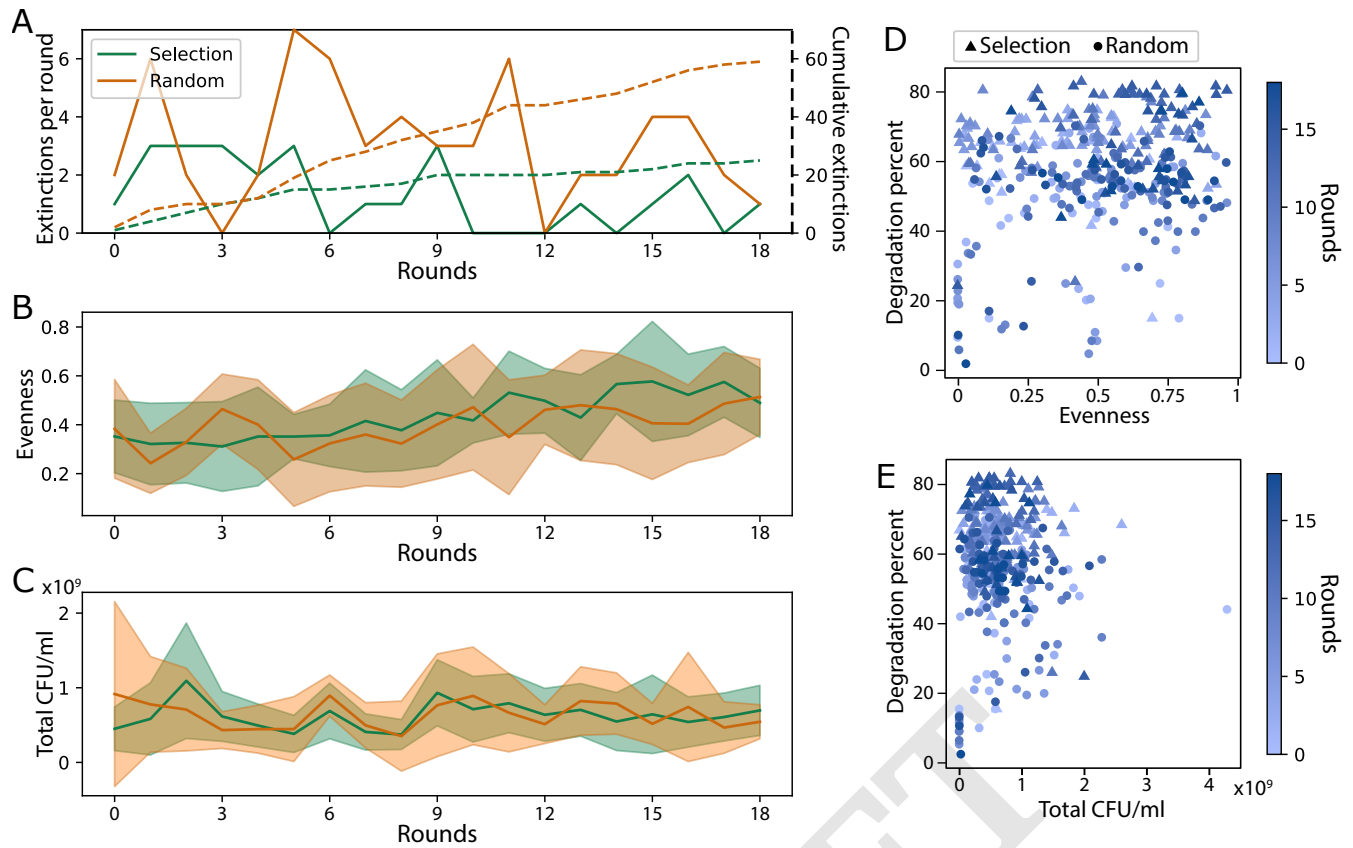 A
Selection
Random
Extinctions per round
0 2 4 6
Cumulative extinctions
0 20 40 60
0 3 6 9 12 15 18
Rounds
B
Evenness
0.2 0.4 0.6 0.8
0 3 6 9 12 15 18
Rounds
C
x10⁹
Total CFU/ml
0 1 2
0 3 6 9 12 15 18
Rounds
D
Selection Random
Degradation percent
0 20 40 60 80
0 0.25 0.5 0.75 1
Evenness
Rounds
0 5 10 15
E
Degradation percent
0 20 40 60 80
0 1 2 3 4 x10⁹
Total CFU/ml
Rounds
0 5 10 15